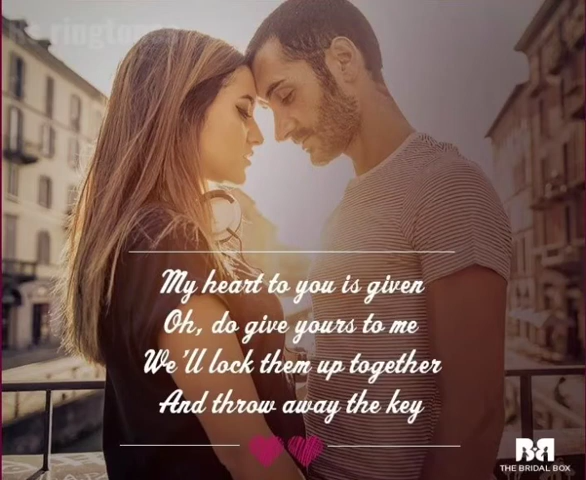 My heart to you is given
Oh, do give yours to me
We'll lock them up together
And throw away the key
THE BRIDAL BOX